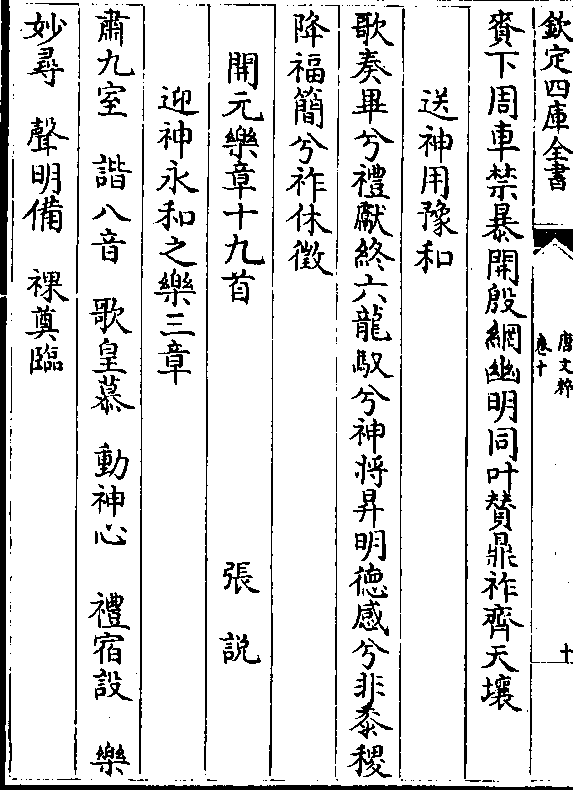 欽定四庫全書
唐文粹
卷十
十
賚下周車禁暴開殷網幽明同叶賛鼎祚齊天壤
送神用豫和
歌奏畢兮禮獻終六龍馭兮神將昇明德感兮非黍稷
降福簡兮祚休徵
開元樂章十九首　張説
迎神永和之樂三章
肅九室　諧八音　歌皇慕　動神心　禮宿設　樂
妙尋　聲明備　祼奠臨